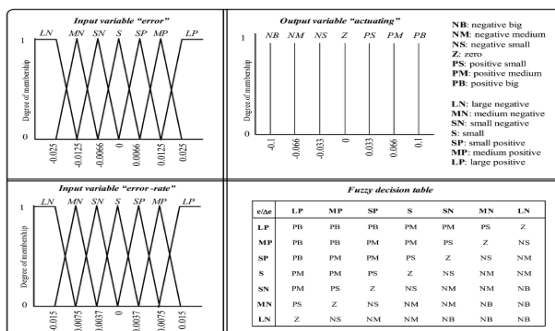 Input variable “error”
LN MN SN S SP MP LP
1
Degree of membership
0
-0.025 -0.0125 -0.0066 0 0.0066 0.0125 0.025
Output variable “actuating”
NB NM NS Z PS PM PB
1
Degree of membership
0
-0.1 -0.066 -0.033 0 0.033 0.066 0.1
NB: negative big
NM: negative medium
NS: negative small
Z: zero
PS: positive small
PM: positive medium
PB: positive big
LN: large negative
MN: medium negative
SN: small negative
S: small
SP: small positive
MP: medium positive
LP: large positive
Input variable “error-rate”
LN MN SN S SP MP LP
1
Degree of membership
0
-0.015 -0.0075 -0.0037 0 0.0037 0.0075 0.015
Fuzzy decision table
e/Δe LP MP SP S SN MN LN
LP PB PB PB PM PM PS Z
MP PB PB PM PM PS Z NS
SP PB PM PM PS Z NS NM
S PM PM PS Z NS NM NM
SN PM PS Z NS NM NM NB
MN PS Z NS NM NM NB NB
LN Z NS NM NM NB NB NB